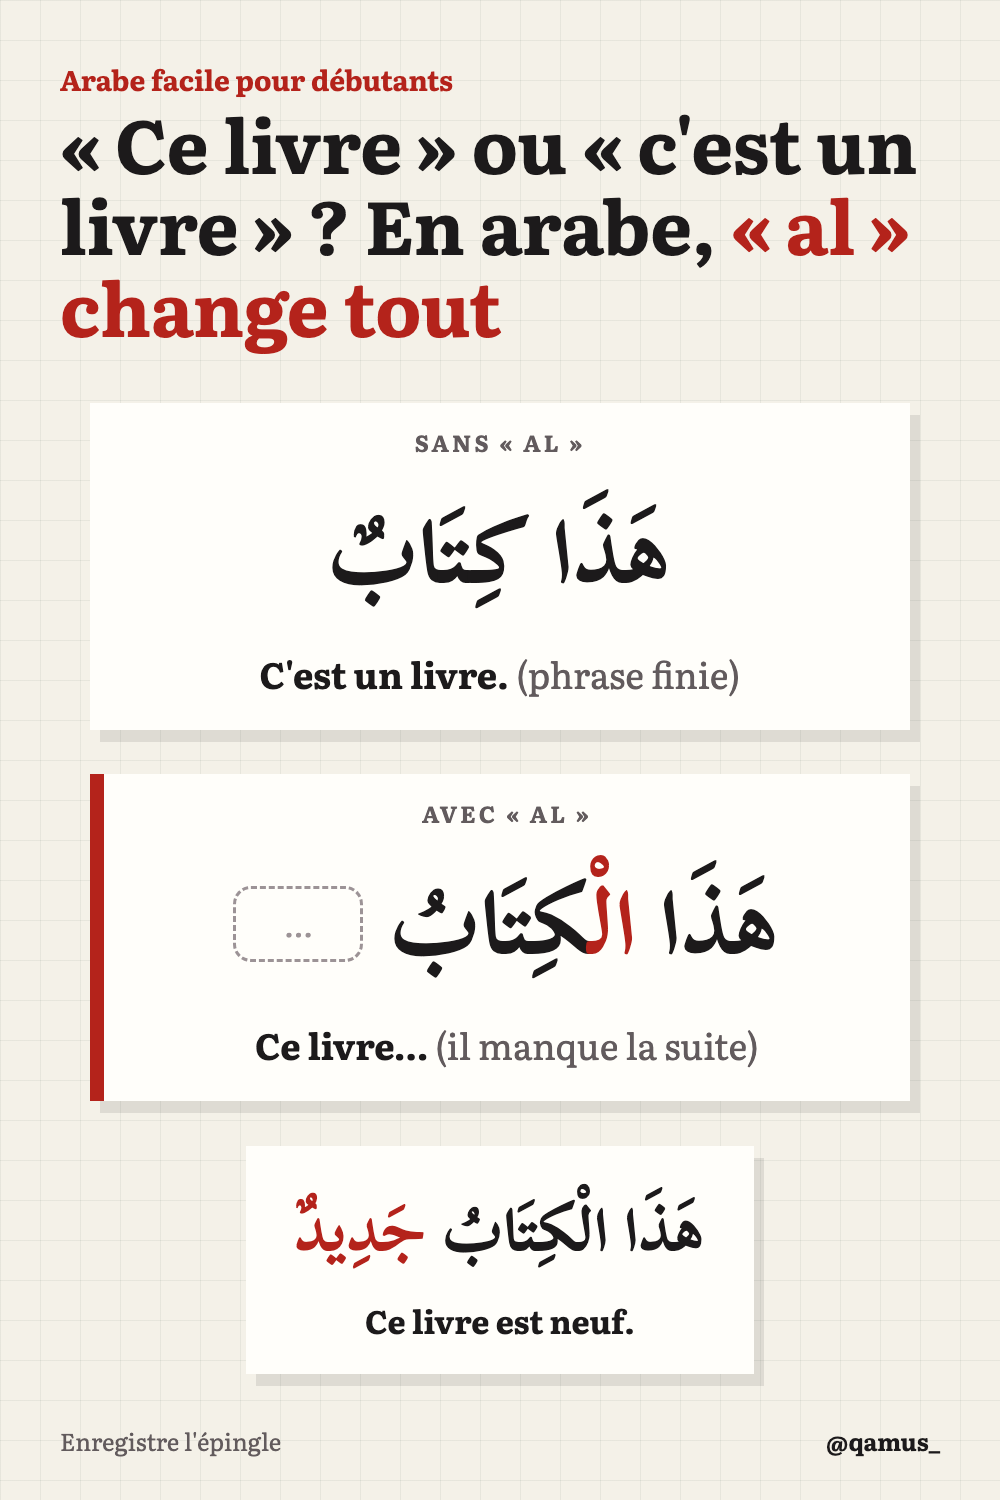 Arabe facile pour débutants
« Ce livre » ou « c'est un
livre » ? En arabe, « al »
change tout
SANS « AL »
هَذَا كِتَابٌ
C'est un livre. (phrase finie)
AVEC « AL »
هَذَا الْكِتَابُ ...
Ce livre... (il manque la suite)
هَذَا الْكِتَابُ جَدِيدٌ
Ce livre est neuf.
Enregistre l'épingle
@qamus_